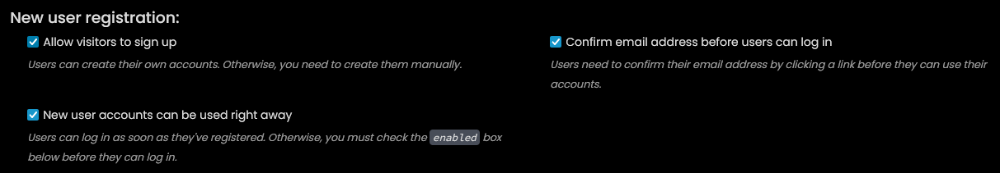 New user registration:
Allow visitors to sign up
Users can create their own accounts. Otherwise, you need to create them manually.
Confirm email address before users can log in
Users need to confirm their email address by clicking a link before they can use their
accounts.
New user accounts can be used right away
Users can log in as soon as they've registered. Otherwise, you must check the enabled box
below before they can log in.